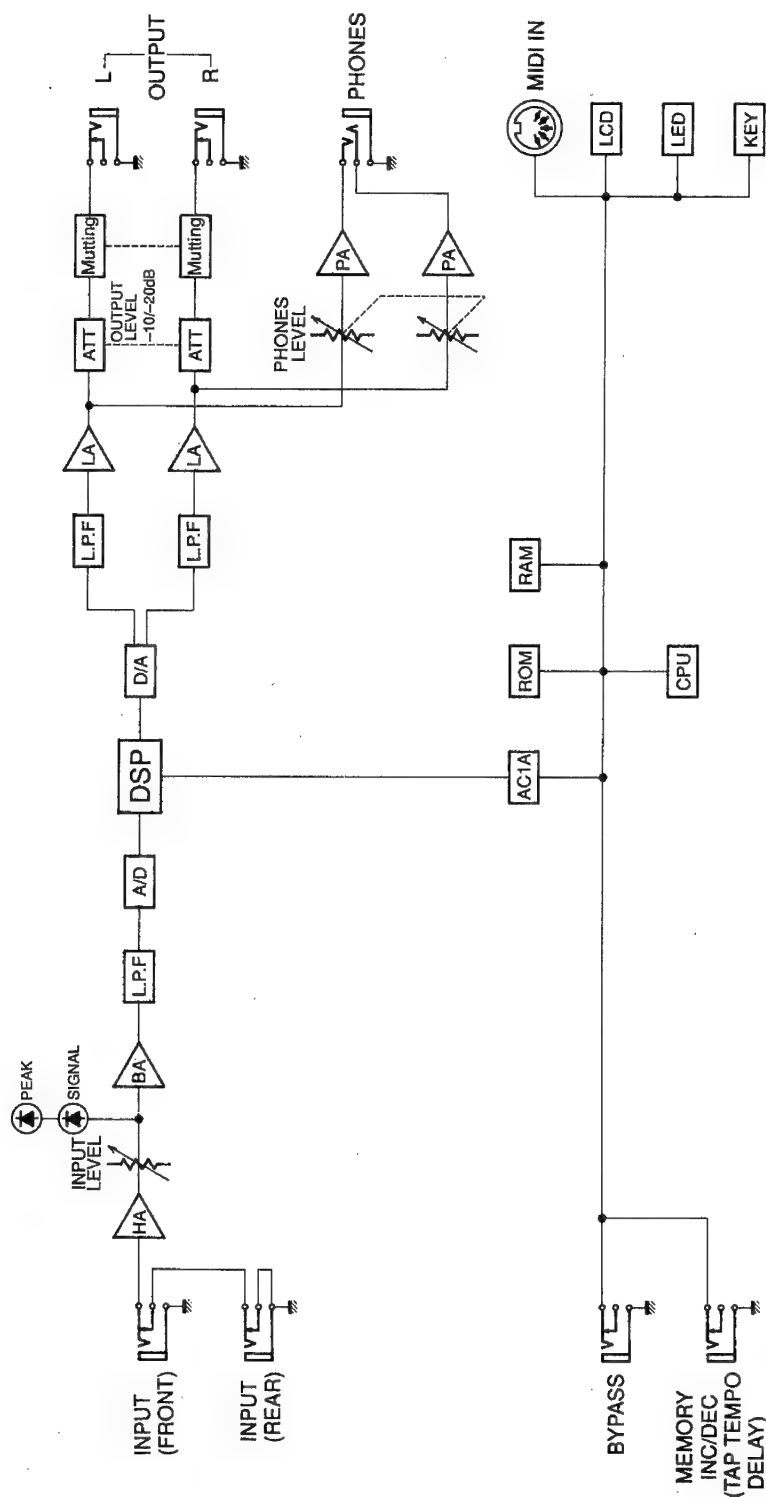 INPUT
(FRONT)
INPUT
(REAR)
HA
INPUT
LEVEL
PEAK
SIGNAL
BA
L.P.F
A/D
DSP
D/A
L.P.F
L.P.F
LA
LA
ATT
OUTPUT
LEVEL
-10/-20dB
ATT
Mutting
Mutting
L
OUTPUT
R
PHONES
LEVEL
PA
PA
PHONES
BYPASS
MEMORY
INC/DEC
(TAP TEMPO
DELAY)
AC1A
ROM
RAM
CPU
MIDI IN
LCD
LED
KEY